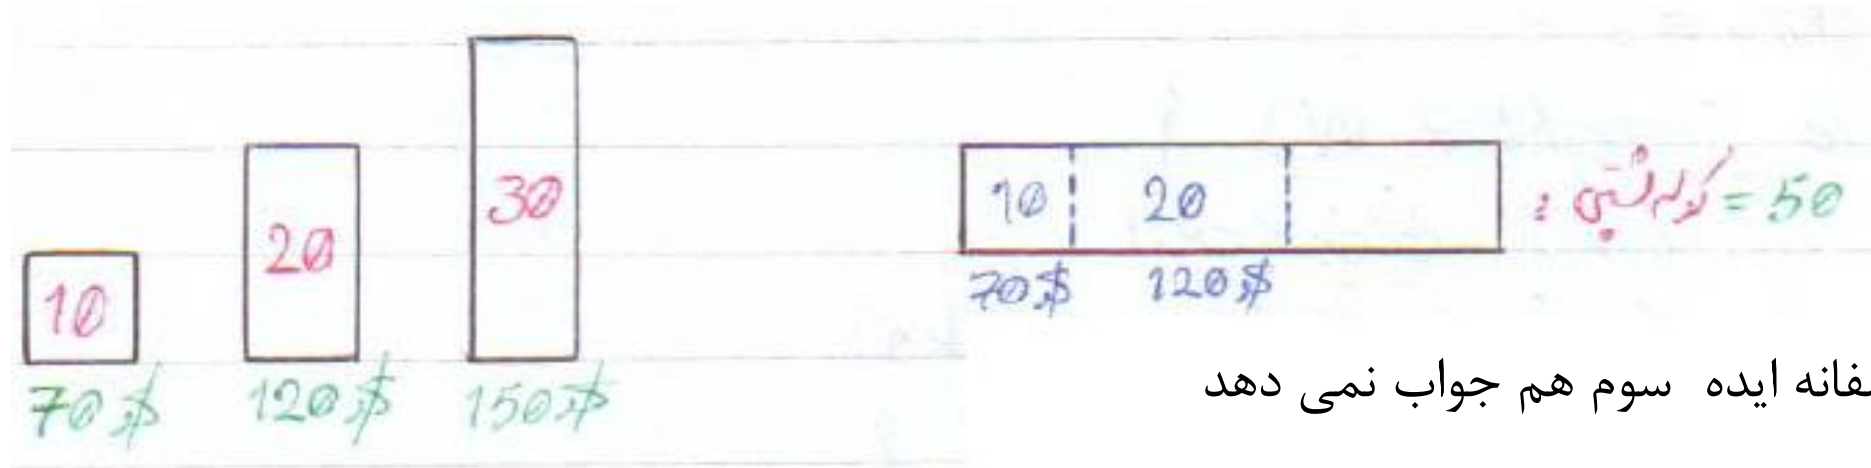 30
10 20 : کوله پشتی = 50
20
10
70$ 120$
70$ 120$ 150$
ایده سوم هم جواب نمی دهد